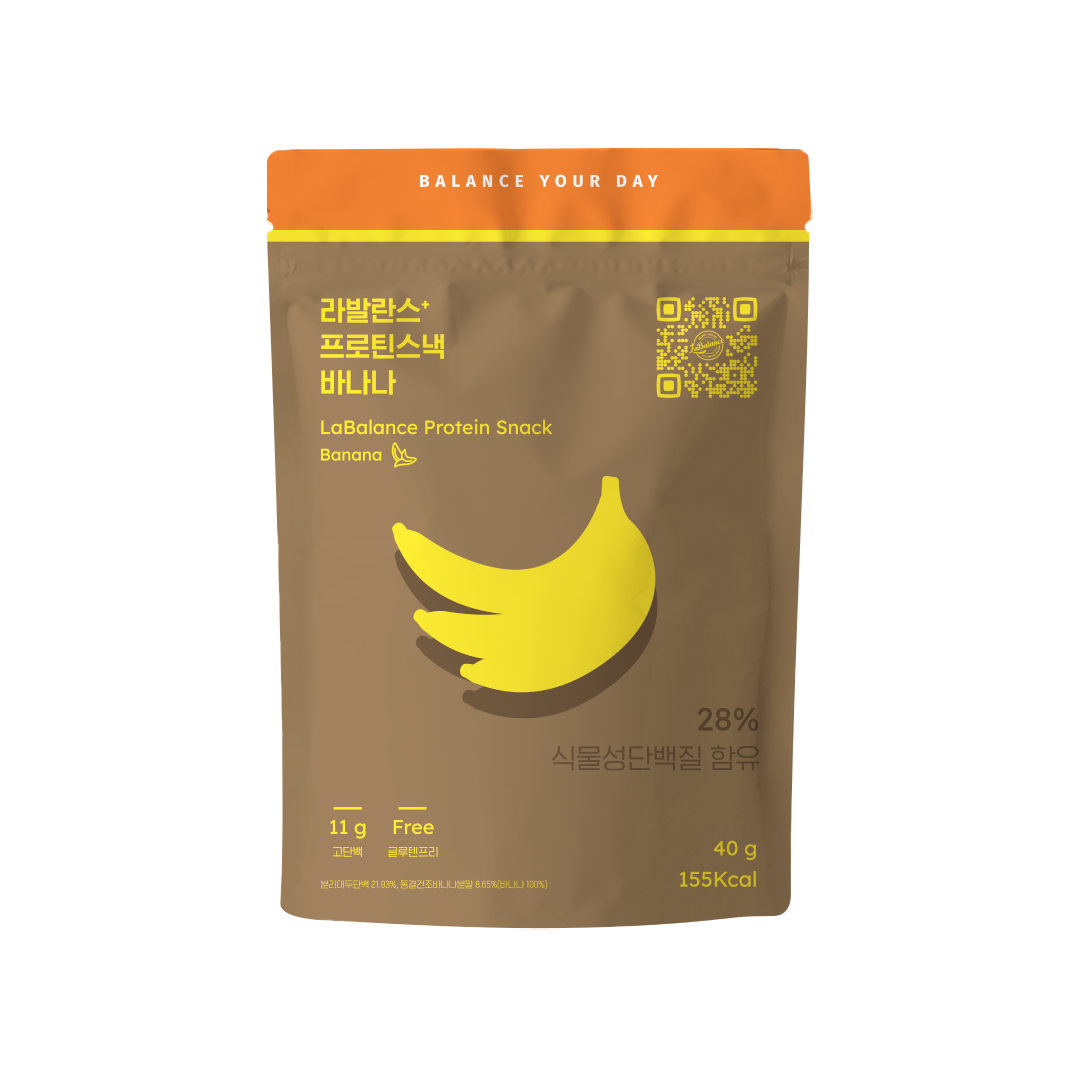 BALANCE YOUR DAY
라발란스+
프로틴스낵
바나나
LaBalance Protein Snack
Banana
LaBalance
28%
식물성단백질 함유
11 g
고단백
Free
글루텐프리
분리대두단백 21.93%, 동결건조바나나분말 8.65%[바나나 100%]
40 g
155Kcal